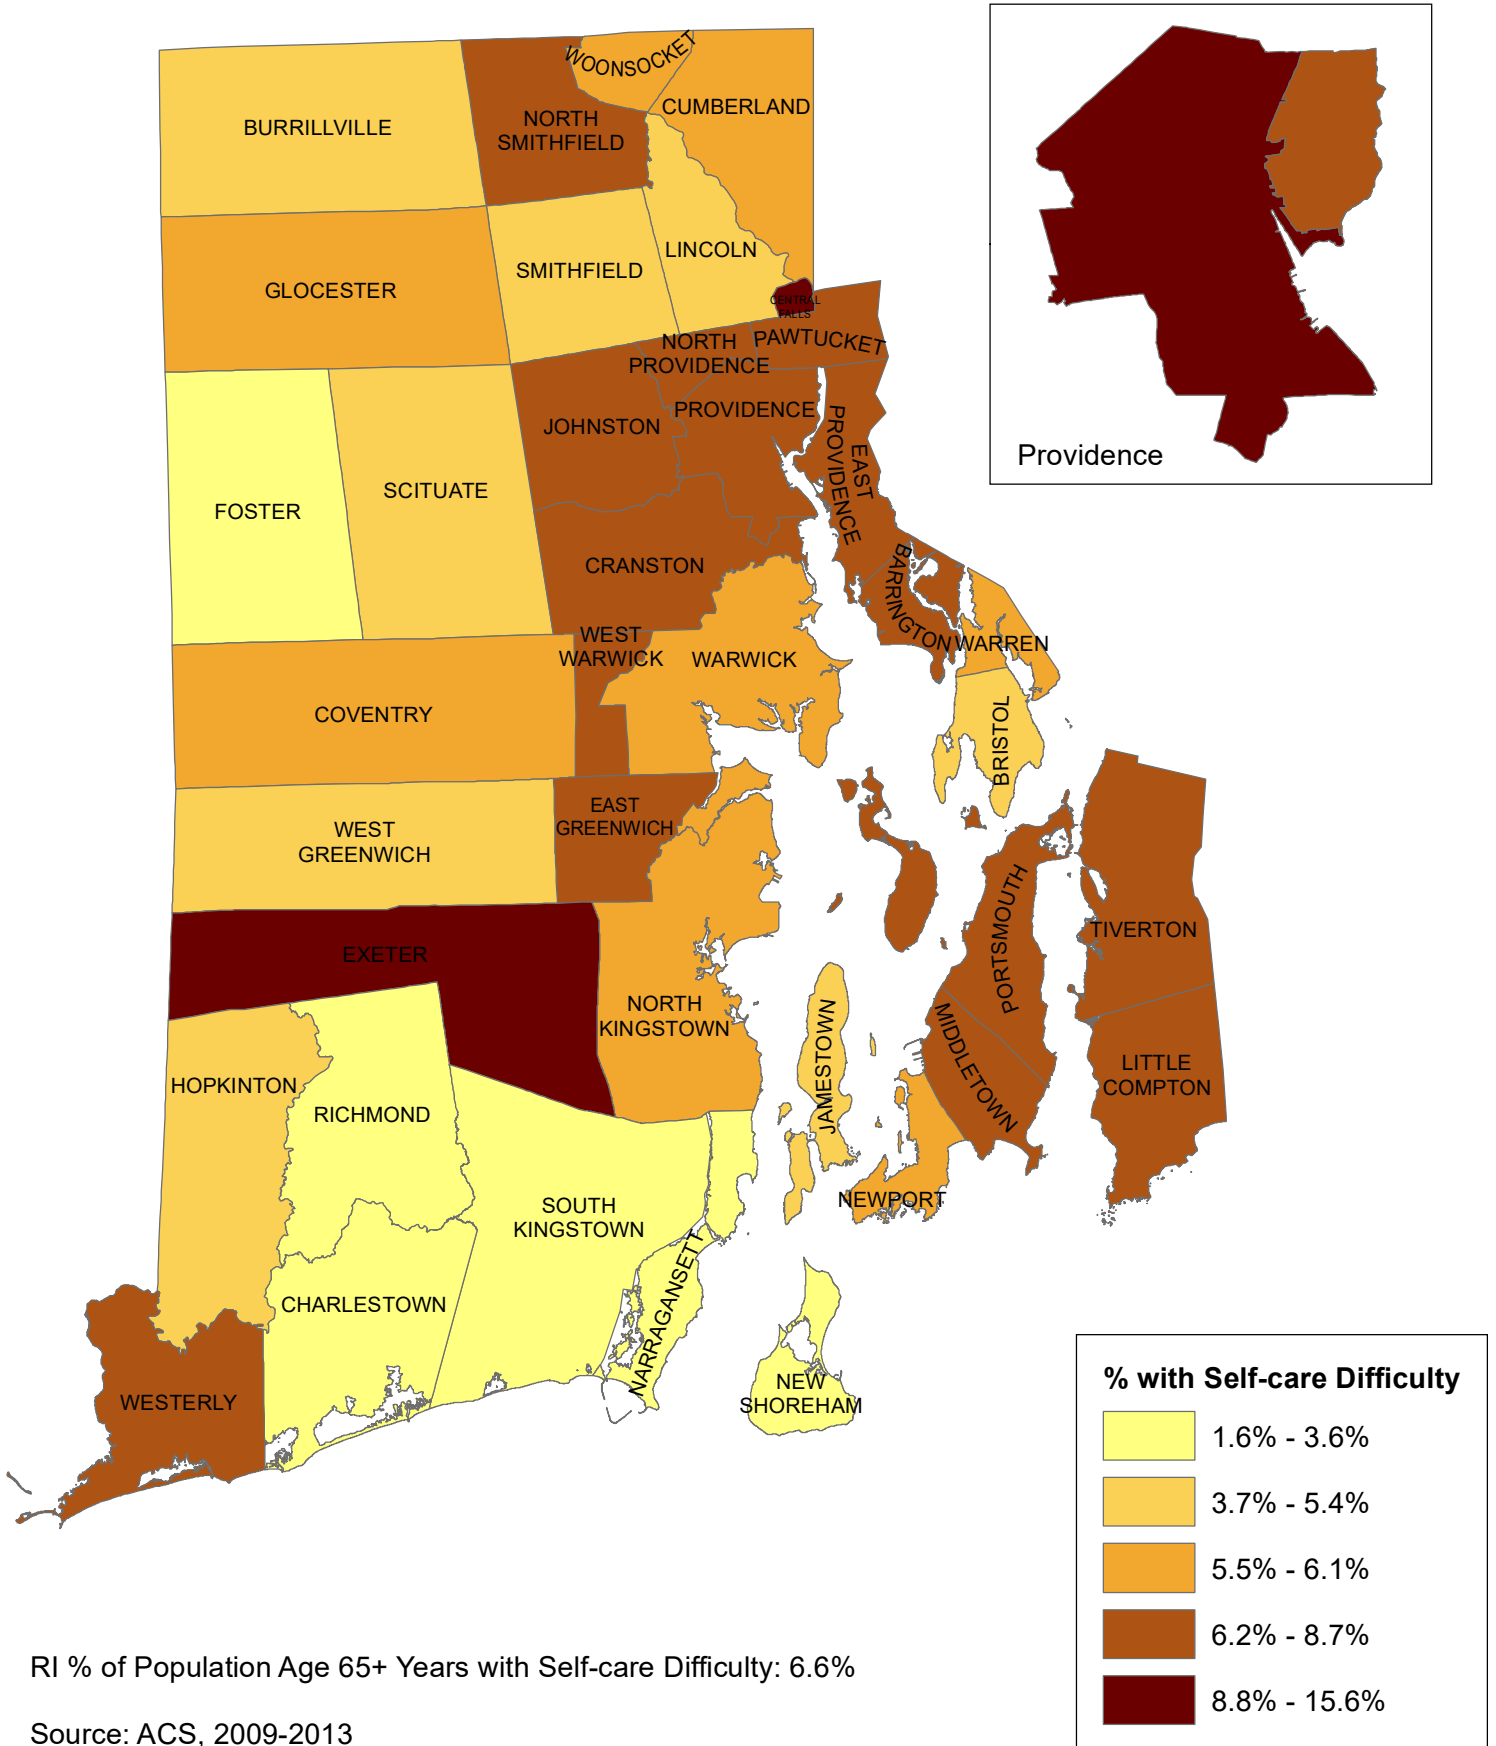 WOONSOCKET
CUMBERLAND
BURRILLVILLE
NORTH
SMITHFIELD
LINCOLN
SMITHFIELD
GLOCESTER
CENTRAL
FALLS
PAWTUCKET
NORTH
PROVIDENCE
PROVIDENCE
JOHNSTON
EAST
PROVIDENCE
SCITUATE
FOSTER
CRANSTON
BARRINGTON
WARREN
WEST
WARWICK
WARWICK
COVENTRY
BRISTOL
EAST
GREENWICH
WEST
GREENWICH
PORTSMOUTH
TIVERTON
EXETER
NORTH
KINGSTOWN
JAMESTOWN
MIDDLETOWN
LITTLE
COMPTON
HOPKINTON
RICHMOND
SOUTH
KINGSTOWN
NEWPORT
NARRAGANSETT
CHARLESTOWN
NEW
SHOREHAM
WESTERLY
Providence
% with Self-care Difficulty
1.6% - 3.6%
3.7% - 5.4%
5.5% - 6.1%
6.2% - 8.7%
8.8% - 15.6%
RI % of Population Age 65+ Years with Self-care Difficulty: 6.6%
Source: ACS, 2009-2013